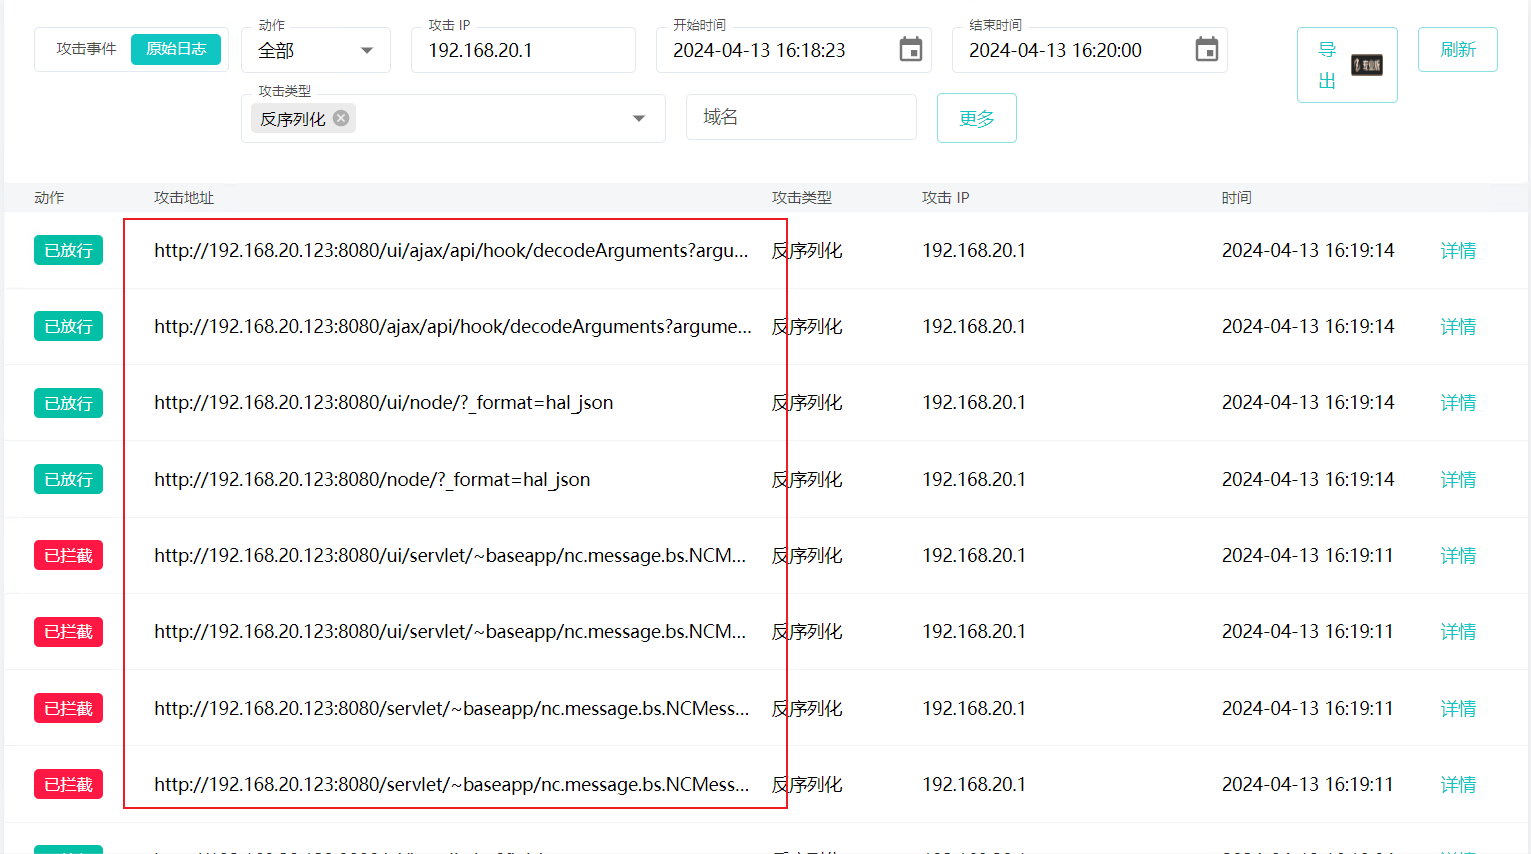 攻击事件 原始日志 动作 全部 攻击 IP 192.168.20.1 开始时间 2024-04-13 16:18:23 结束时间 2024-04-13 16:20:00 导出 专业版 刷新
攻击类型 反序列化 域名 更多
动作 攻击地址 攻击类型 攻击 IP 时间
已放行 http://192.168.20.123:8080/ui/ajax/api/hook/decodeArguments?argu... 反序列化 192.168.20.1 2024-04-13 16:19:14 详情
已放行 http://192.168.20.123:8080/ajax/api/hook/decodeArguments?argume... 反序列化 192.168.20.1 2024-04-13 16:19:14 详情
已放行 http://192.168.20.123:8080/ui/node/?_format=hal_json 反序列化 192.168.20.1 2024-04-13 16:19:14 详情
已放行 http://192.168.20.123:8080/node/?_format=hal_json 反序列化 192.168.20.1 2024-04-13 16:19:14 详情
已拦截 http://192.168.20.123:8080/ui/servlet/~baseapp/nc.message.bs.NCM... 反序列化 192.168.20.1 2024-04-13 16:19:11 详情
已拦截 http://192.168.20.123:8080/ui/servlet/~baseapp/nc.message.bs.NCM... 反序列化 192.168.20.1 2024-04-13 16:19:11 详情
已拦截 http://192.168.20.123:8080/servlet/~baseapp/nc.message.bs.NCMess... 反序列化 192.168.20.1 2024-04-13 16:19:11 详情
已拦截 http://192.168.20.123:8080/servlet/~baseapp/nc.message.bs.NCMess... 反序列化 192.168.20.1 2024-04-13 16:19:11 详情